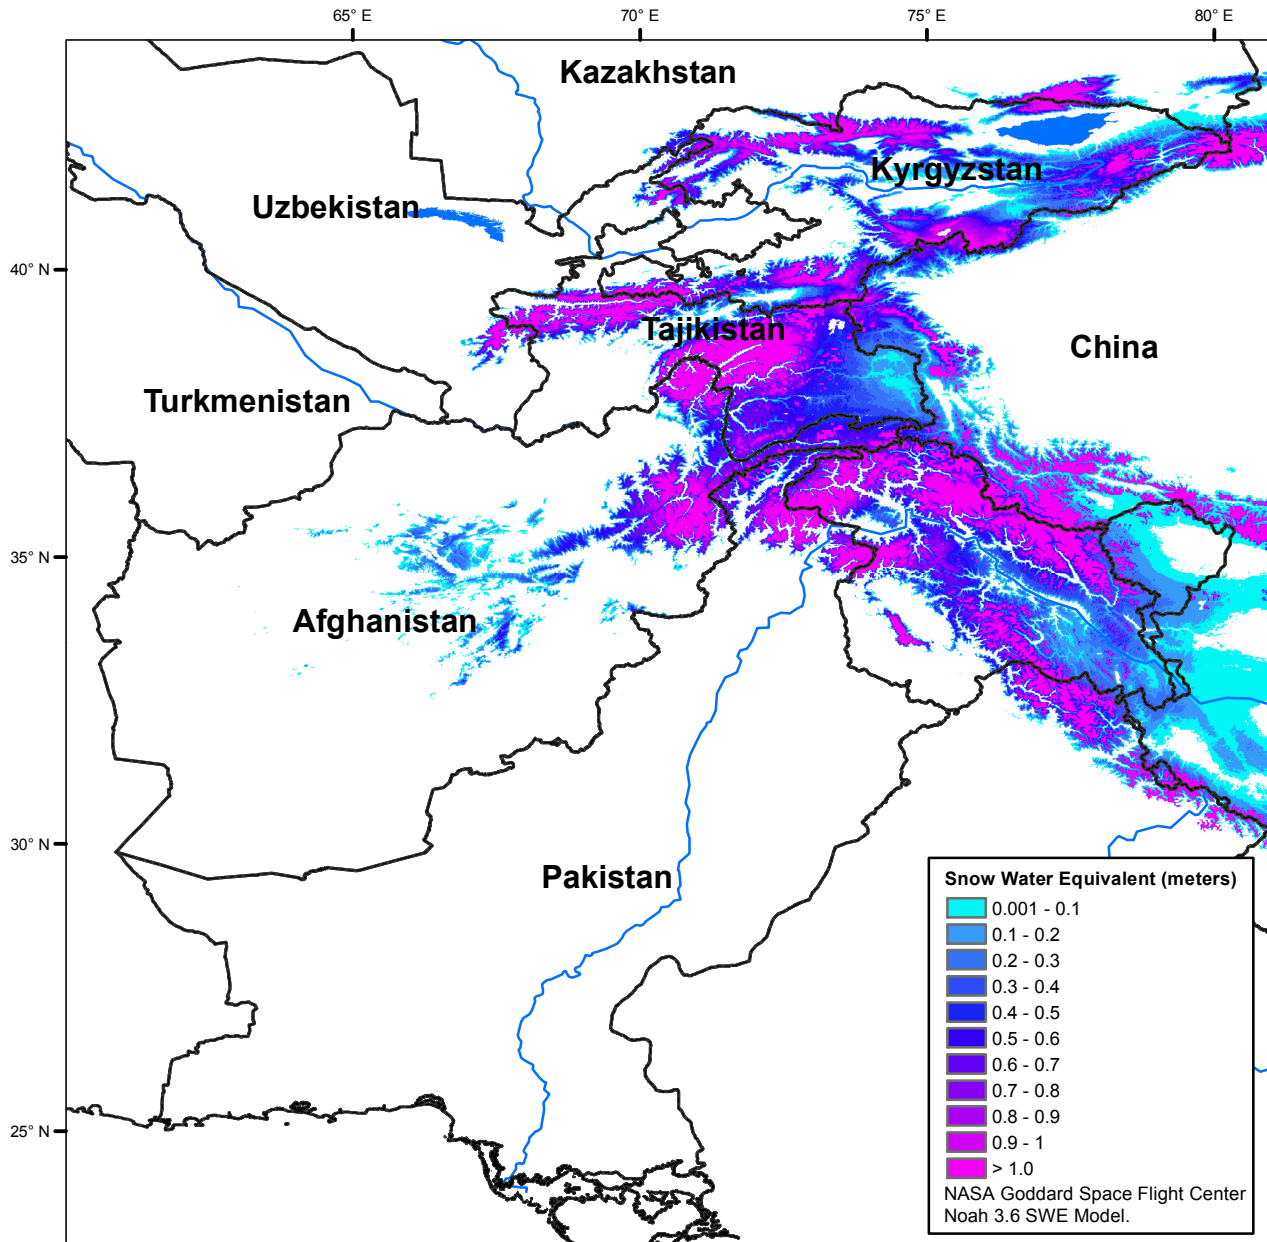 65° E
70° E
75° E
80° E
Kazakhstan
Kyrgyzstan
Uzbekistan
40° N
Tajikistan
China
Turkmenistan
35° N
Afghanistan
30° N
Pakistan
25° N
Snow Water Equivalent (meters)
0.001 - 0.1
0.1 - 0.2
0.2 - 0.3
0.3 - 0.4
0.4 - 0.5
0.5 - 0.6
0.6 - 0.7
0.7 - 0.8
0.8 - 0.9
0.9 - 1
> 1.0
NASA Goddard Space Flight Center
Noah 3.6 SWE Model.